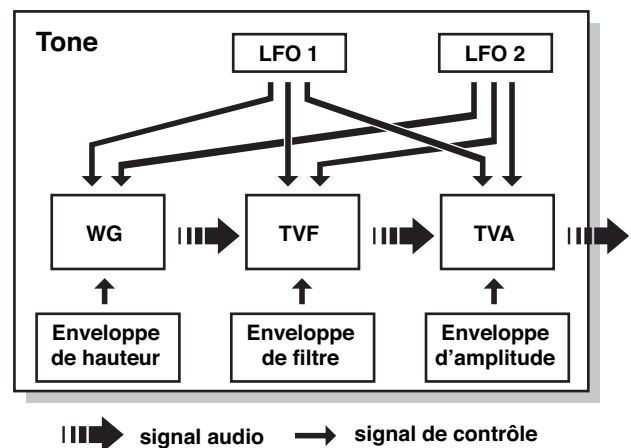 Tone
LFO 1
LFO 2
WG
TVF
TVA
Enveloppe
de hauteur
Enveloppe
de filtre
Enveloppe
d'amplitude
signal audio
signal de contrôle